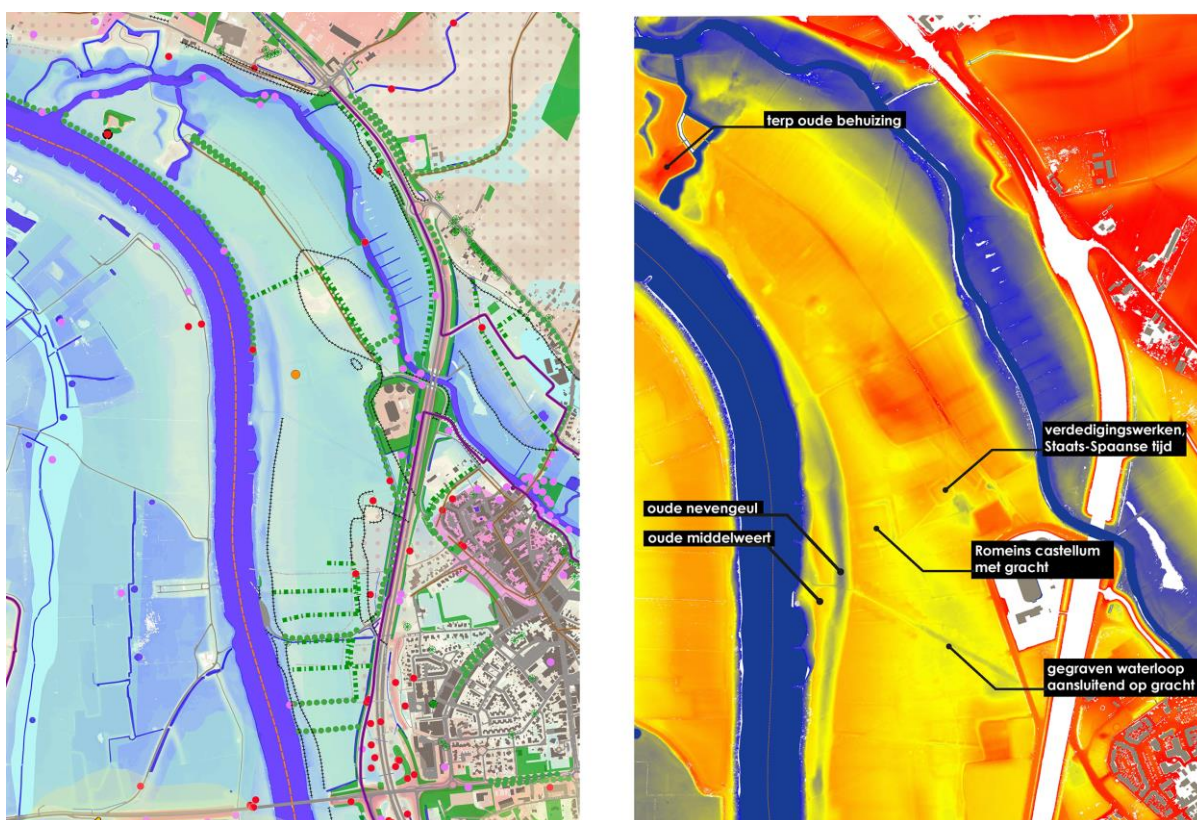 terp oude behuizing
verdedigingswerken,
Staats-Spaanse tijd
oude nevengeul
oude middelweert
Romeins castellum
met gracht
gegraven waterloop
aansluitend op gracht